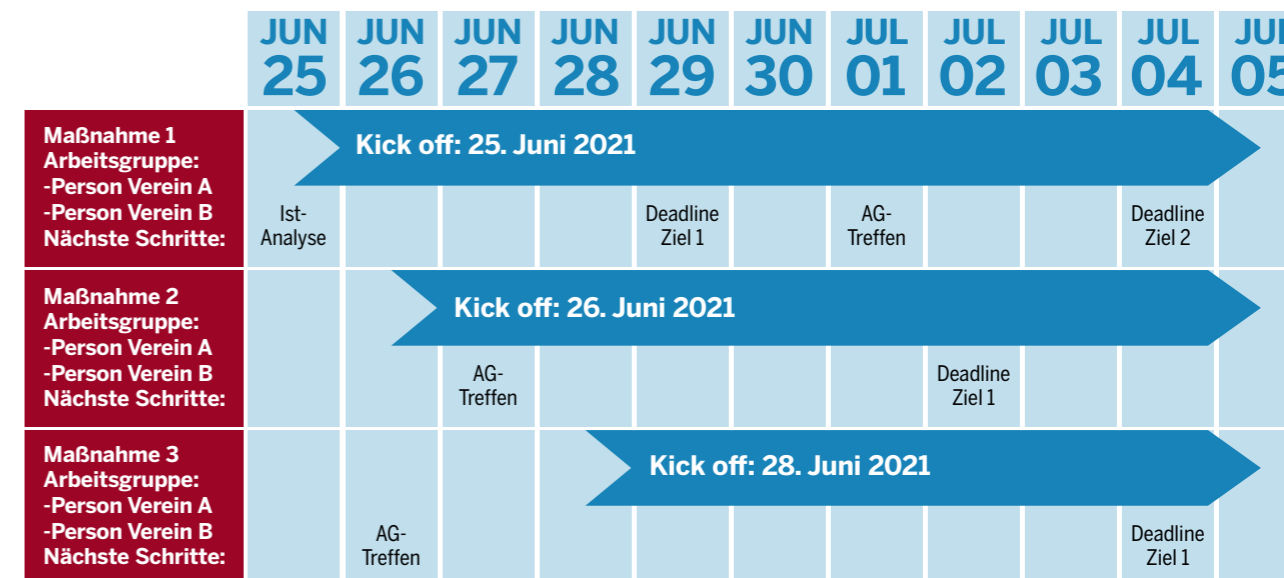 JUN JUN JUN JUN JUN JUN JUL JUL JUL JUL
25 26 27 28 29 30 01 02 03 04 05
Maßnahme 1
Arbeitsgruppe:
-Person Verein A
-Person Verein B
Nächste Schritte:
Kick off: 25. Juni 2021
Ist-
Analyse
Deadline
Ziel 1
AG-
Treffen
Deadline
Ziel 2
Maßnahme 2
Arbeitsgruppe:
-Person Verein A
-Person Verein B
Nächste Schritte:
Kick off: 26. Juni 2021
AG-
Treffen
Deadline
Ziel 1
Maßnahme 3
Arbeitsgruppe:
-Person Verein A
-Person Verein B
Nächste Schritte:
Kick off: 28. Juni 2021
AG-
Treffen
Deadline
Ziel 1